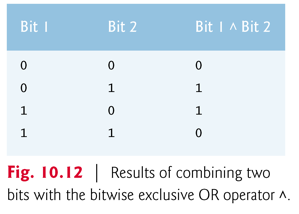 Bit 1 Bit 2 Bit 1 ^ Bit 2
0 0 0
0 1 1
1 0 1
1 1 0
Fig. 10.12 | Results of combining two
bits with the bitwise exclusive OR operator ^.